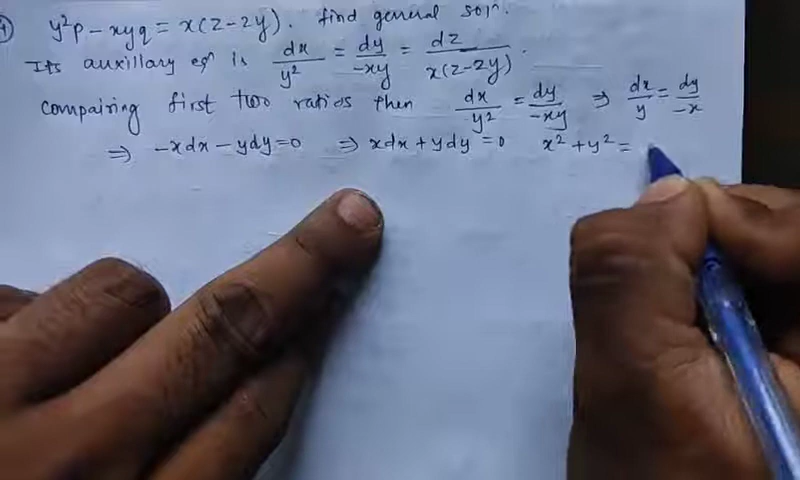 4) y²p - xyq = x(z-2y). find general soln.
Its auxillary eqn is dx/y² = dy/-xy = dz/x(z-2y).
Compairing first two ratios then dx/y² = dy/-xy ⇒ dx/y = dy/-x
⇒ -xdx - ydy=0 ⇒ xdx + ydy = 0 x² + y² =